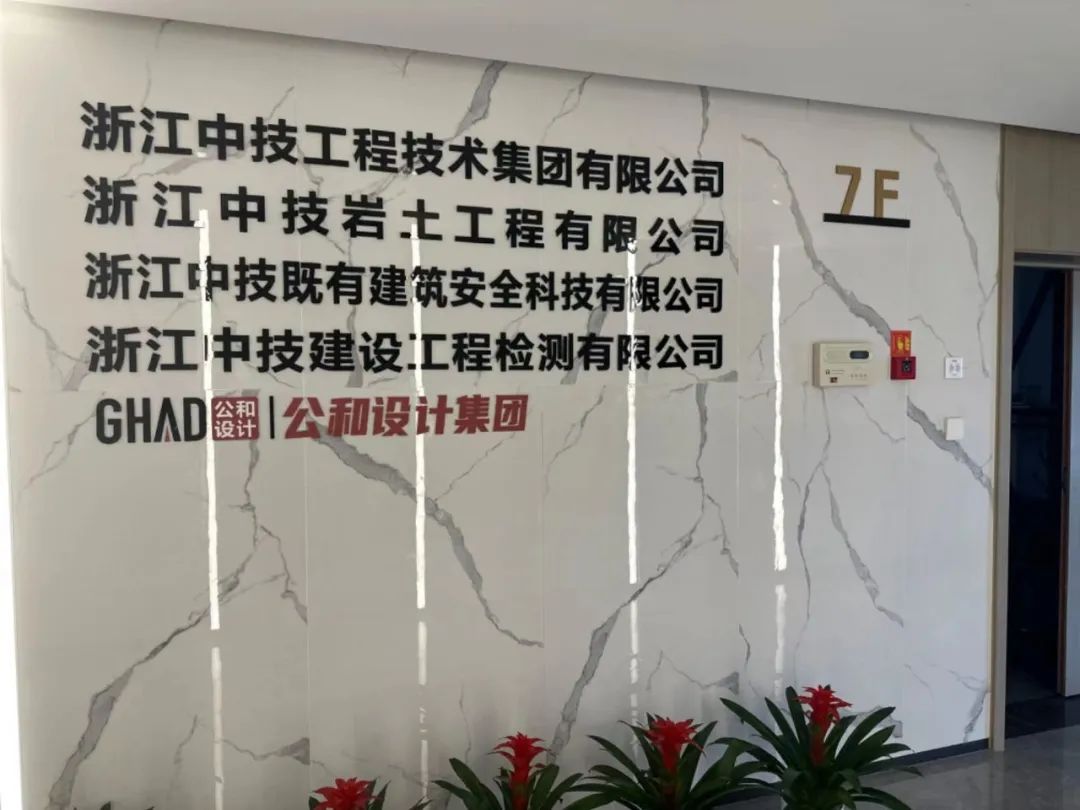 浙江中技工程技术集团有限公司
浙江中技岩土工程有限公司
浙江中技既有建筑安全科技有限公司
浙江中技建设工程检测有限公司
GHAD 公和设计 | 公和设计集团
7F